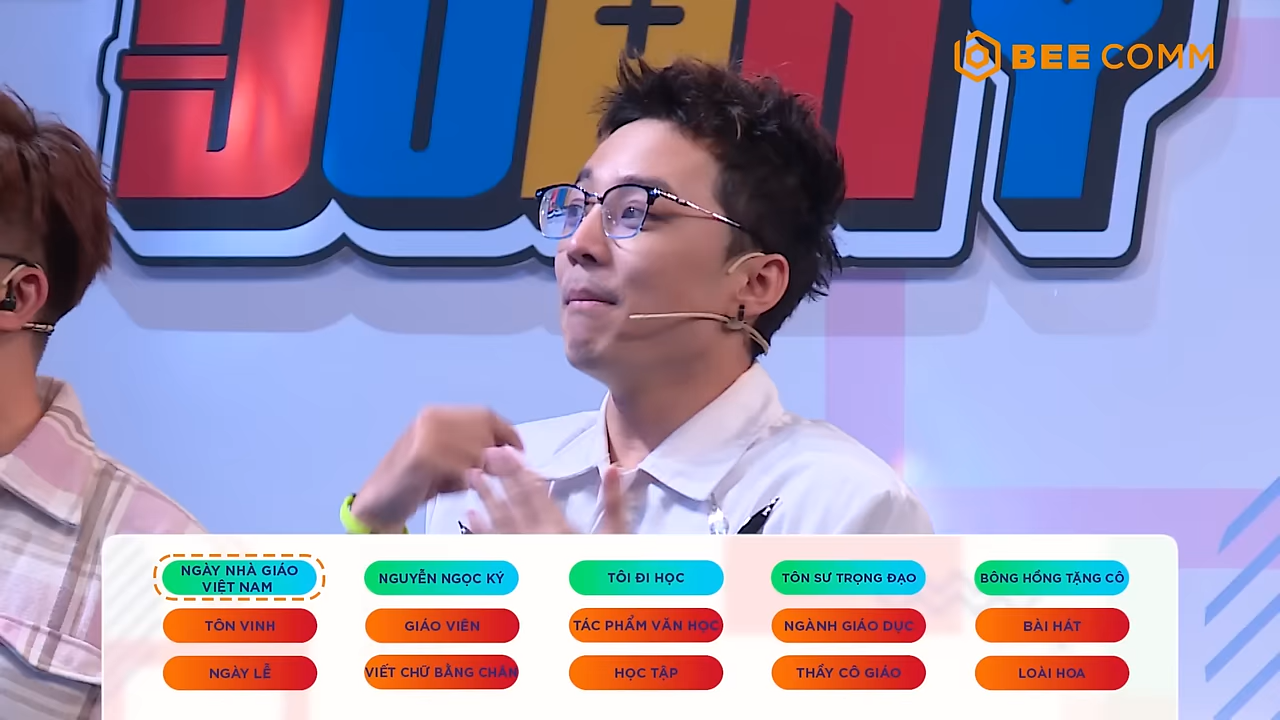 BEE COMM
NGÀY NHÀ GIÁO
VIỆT NAM
NGUYỄN NGỌC KÝ
TÔI ĐI HỌC
TÔN SƯ TRỌNG ĐẠO
BÔNG HỒNG TẶNG CÔ
TÔN VINH
GIÁO VIÊN
TÁC PHẨM VĂN HỌC
NGÀNH GIÁO DỤC
BÀI HÁT
NGÀY LỄ
VIẾT CHỮ BẰNG CHÂN
HỌC TẬP
THẦY CÔ GIÁO
LOÀI HOA